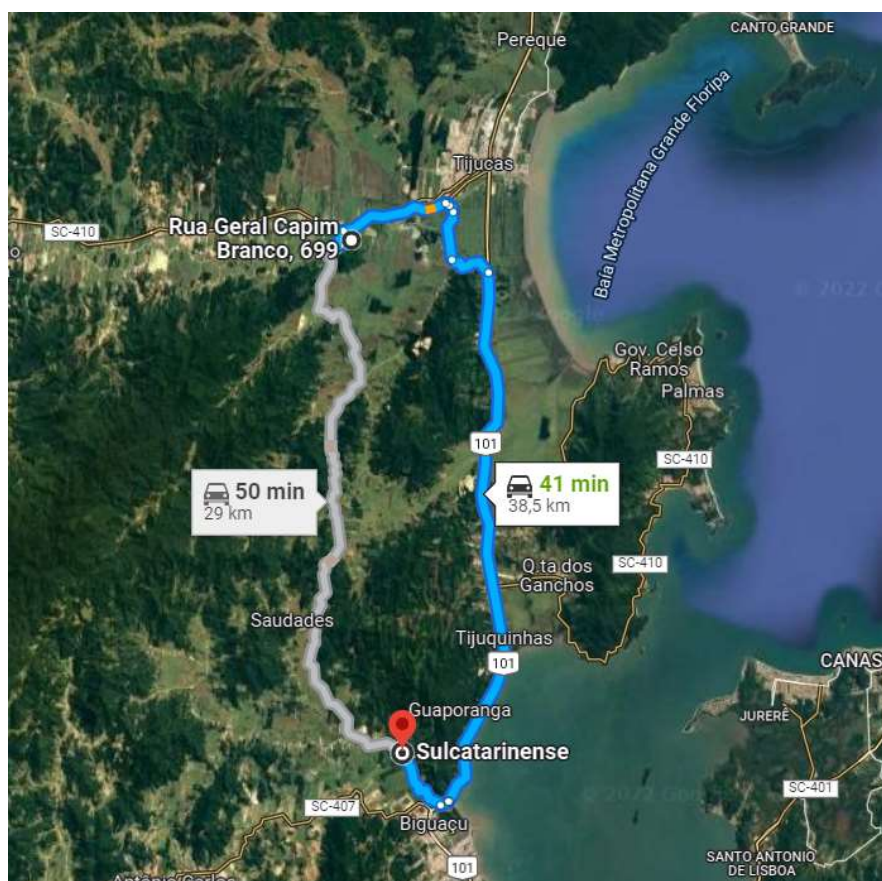 CANTO GRANDE
Pereque
Baía Metropolitana Grande Floripa
Tijucas
SC-410
Rua Geral Capim
Branco, 699
o
© 2022 G
Gov. Celso
Ramos
Palmas
101
SC-410
50 min
29 km
41 min
38,5 km
Q.ta dos
Ganchos
SC-410
Saudades
Tijuquinhas
101
CANAS
Guaporanga
JURERÊ
Sulcatarinense
SC-401
SC-407
Biguaçu
101
SANTO ANTONIO
DE LISBOA
Antônio Carlos